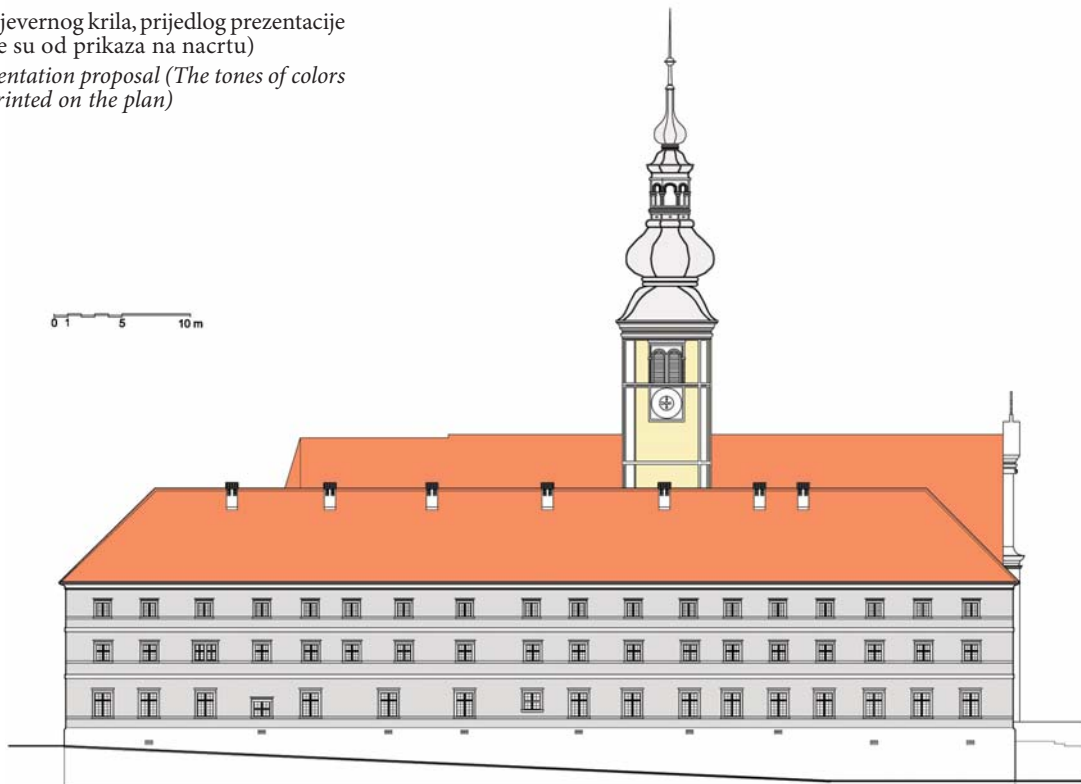 jevernog krila, prijedlog prezentacije
e su od prikaza na nacrtu)
entation proposal (The tones of colors
rinted on the plan)
0 1 5 10 m